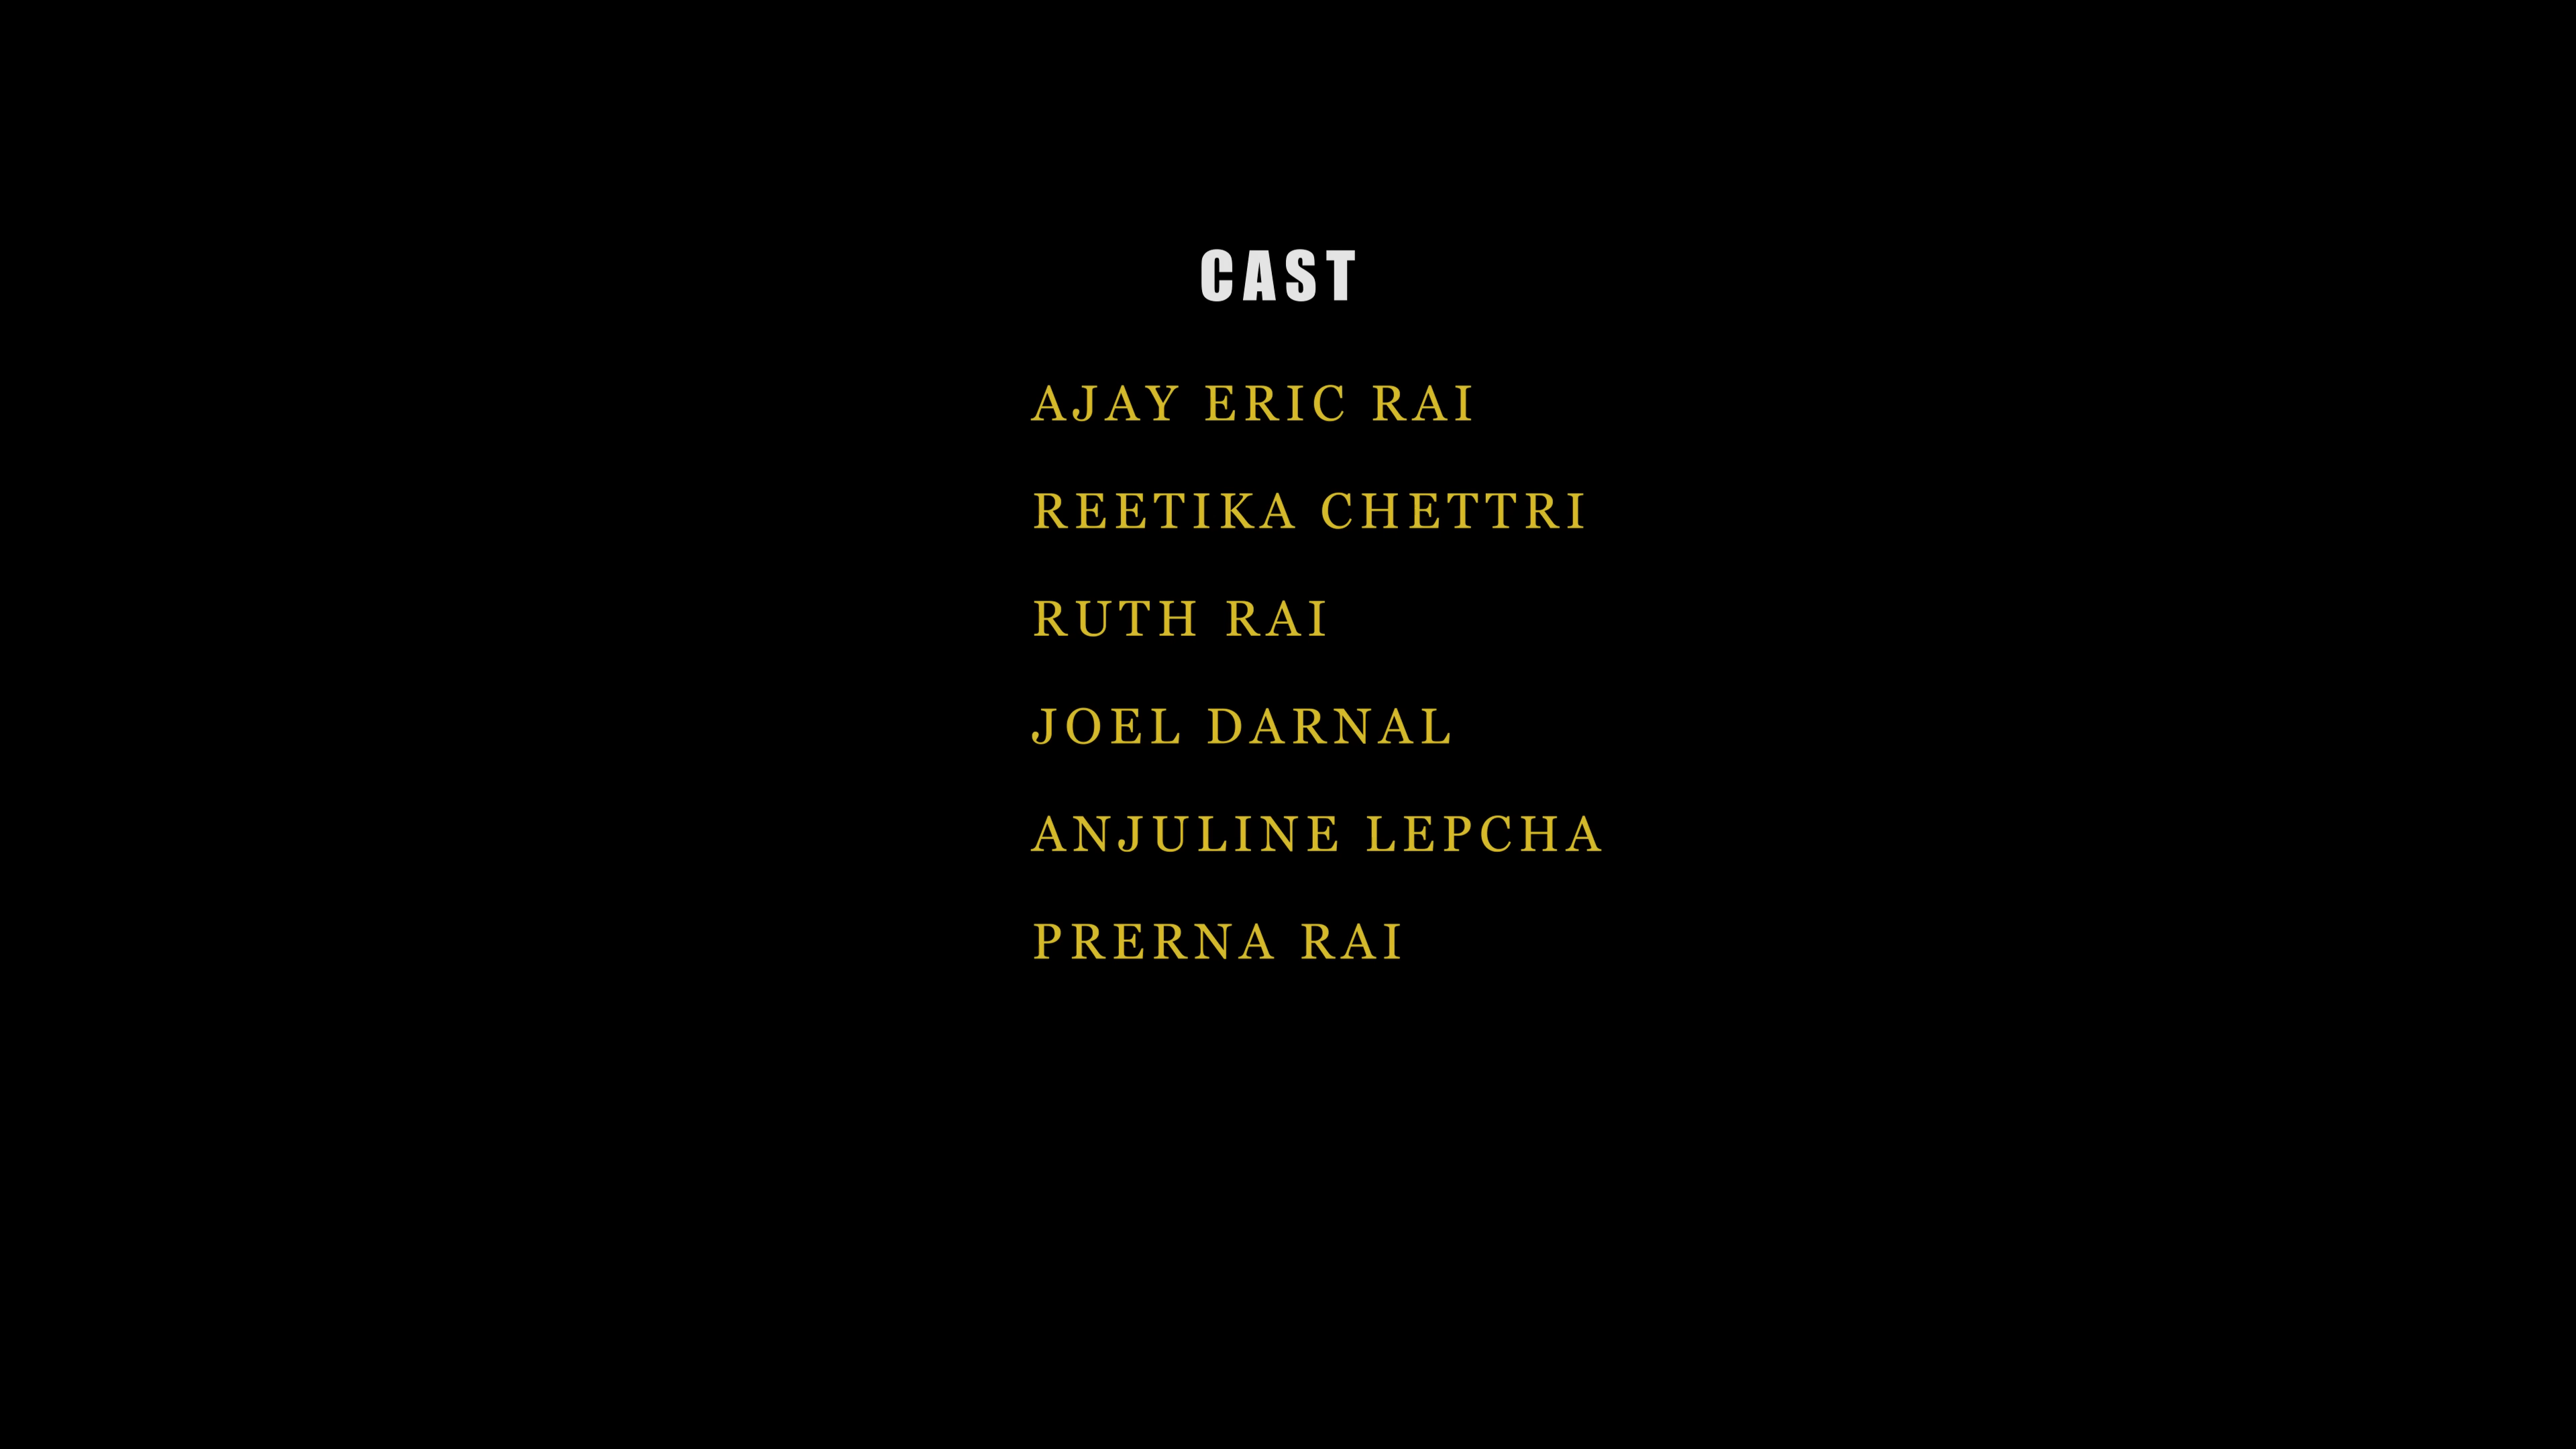 CAST
AJAY ERIC RAI
REETIKA CHETTRI
RUTH RAI
JOEL DARNAL
ANJULINE LEPCHA
PRERNA RAI